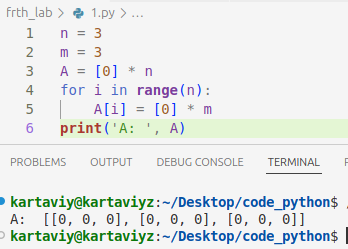 frth_lab > 1.py > ...
1 n = 3
2 m = 3
3 A = [0] * n
4 for i in range(n):
5     A[i] = [0] * m
6 print('A: ', A)
PROBLEMS OUTPUT DEBUG CONSOLE TERMINAL
kartaviy@kartaviyz:~/Desktop/code_python$
A:  [[0, 0, 0], [0, 0, 0], [0, 0, 0]]
kartaviy@kartaviyz:~/Desktop/code_python$